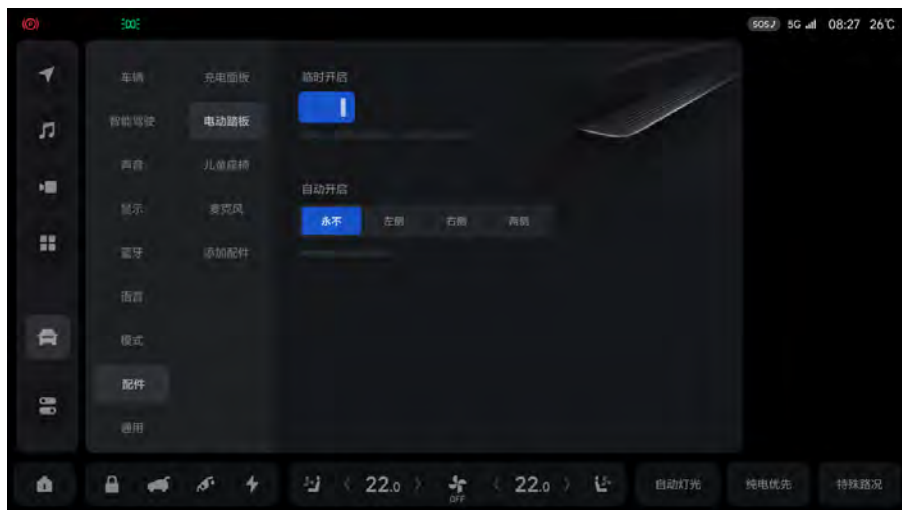 SOS 5G 08:27 26℃
车辆 充电面板 临时开启
智能驾驶 电动踏板
声音 儿童座椅
自动开启
显示 麦克风
永不 左侧 右侧 两侧
蓝牙 添加配件
语言
模式
配件
通用
22.0 OFF 22.0 自动灯光 纯电优先 特殊路况